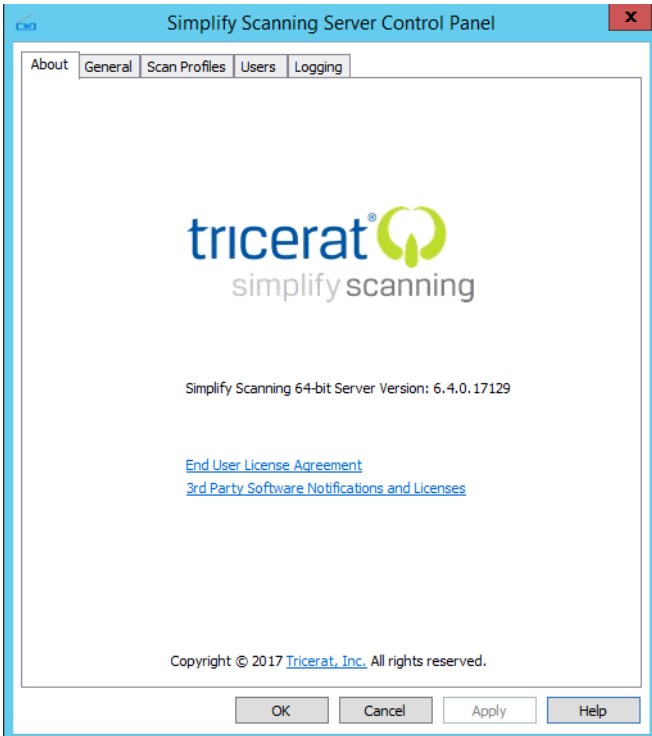 Simplify Scanning Server Control Panel
x
About General Scan Profiles Users Logging
tricerat®
simplify scanning
Simplify Scanning 64-bit Server Version: 6.4.0.17129
End User License Agreement
3rd Party Software Notifications and Licenses
Copyright © 2017 Tricerat, Inc. All rights reserved.
OK Cancel Apply Help